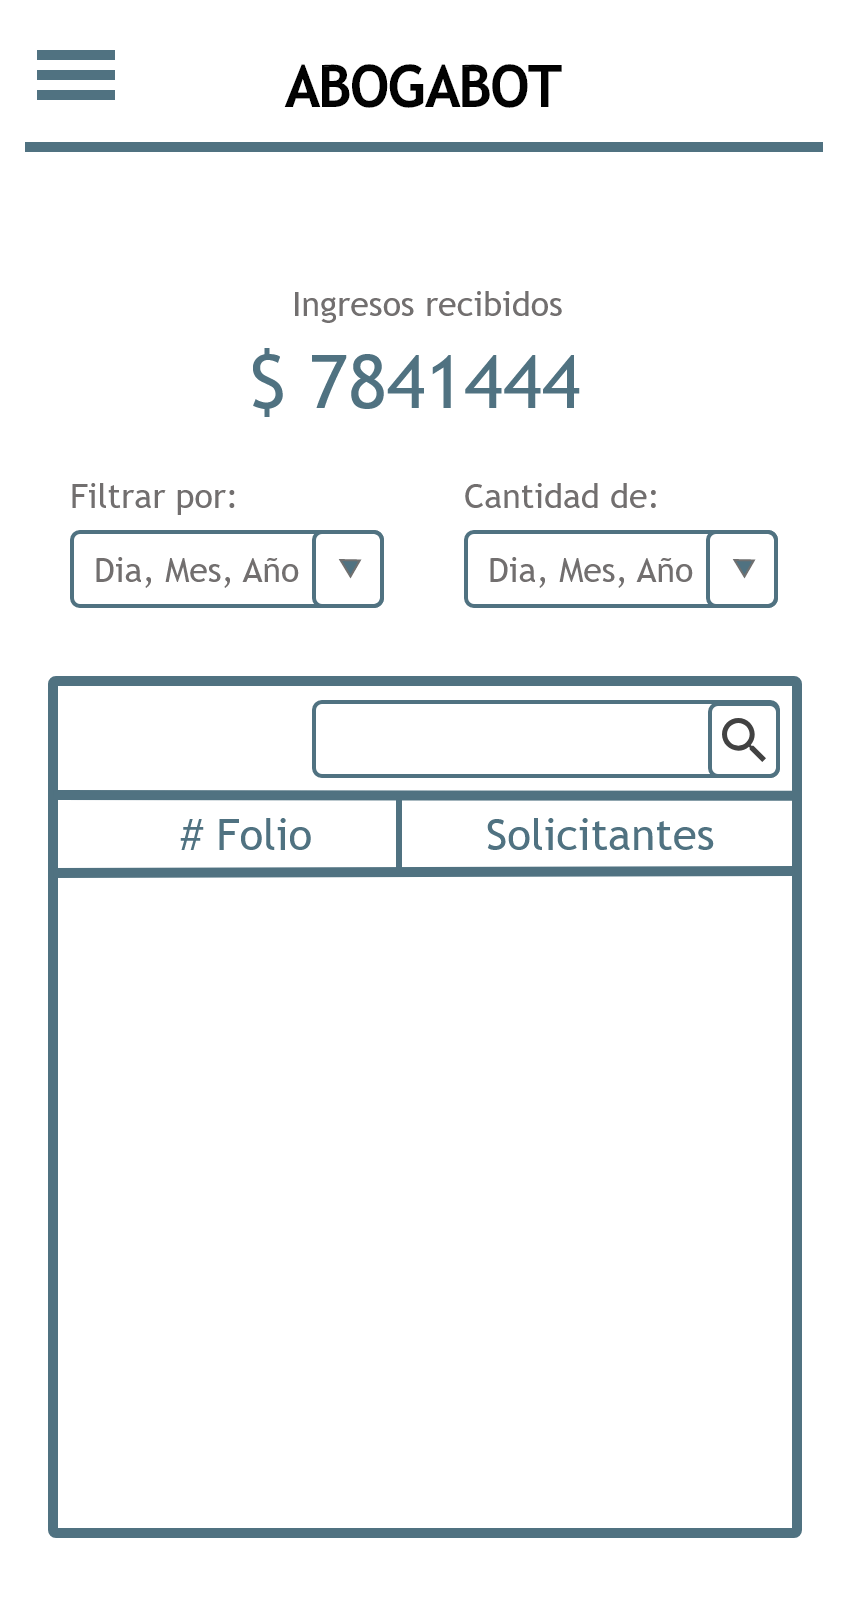 ABOGABOT
Ingresos recibidos
$ 7841444
Filtrar por:
Cantidad de:
Dia, Mes, Año
Dia, Mes, Año
# Folio
Solicitantes